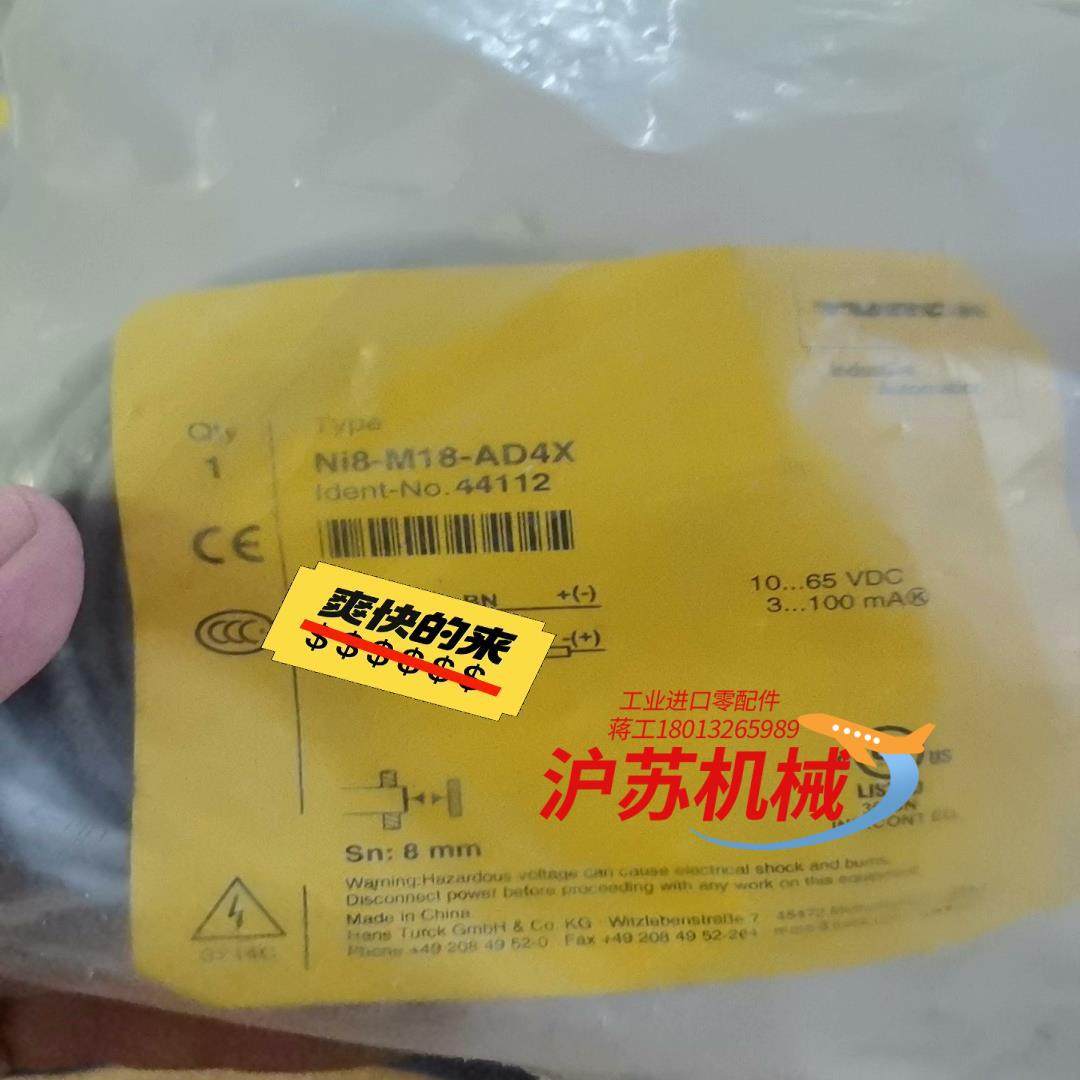 Qty
1
Type
Ni8-M18-AD4X
Ident-No. 44112
CE
CCC
BN
+(-)
-(+)
10...65 VDC
3...100 mA Ⓚ
爽快的来
$$$$$$
工业进口零配件
蒋工18013265989
沪苏机械
US
Sn: 8 mm
Warning:Hazardous voltage can cause electrical shock and burns.
Disconnect power before proceeding with any work on this equipment.
Made in China
Hans Turck GmbH & Co. KG Witzlebenstraße 7
Phone +49 208 49 52-0 Fax +49 208 49 52-264